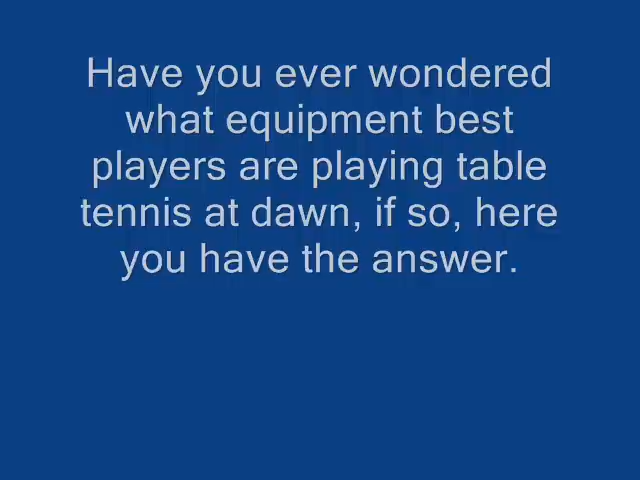 Have you ever wondered
what equipment best
players are playing table
tennis at dawn, if so, here
you have the answer.